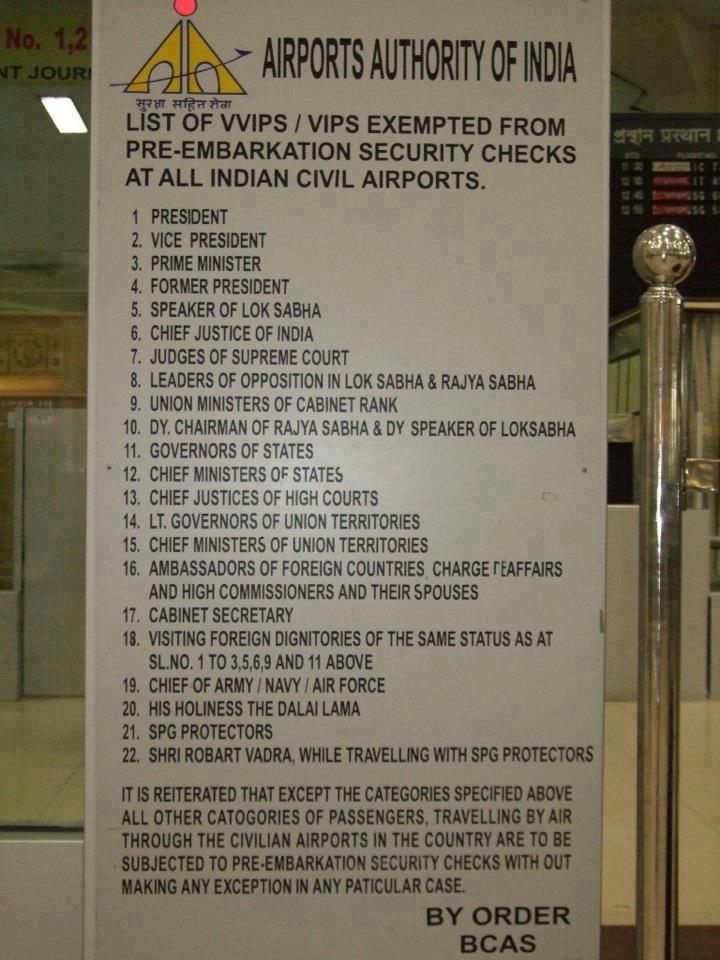 No. 1,2
NT JOUR
AIRPORTS AUTHORITY OF INDIA
सुरक्षा सहित सेवा
LIST OF VVIPS / VIPS EXEMPTED FROM
PRE-EMBARKATION SECURITY CHECKS
AT ALL INDIAN CIVIL AIRPORTS.
प्रस्थान प्रस्थान
1 PRESIDENT
2. VICE PRESIDENT
3. PRIME MINISTER
4. FORMER PRESIDENT
5. SPEAKER OF LOK SABHA
6. CHIEF JUSTICE OF INDIA
7. JUDGES OF SUPREME COURT
8. LEADERS OF OPPOSITION IN LOK SABHA & RAJYA SABHA
9. UNION MINISTERS OF CABINET RANK
10. DY. CHAIRMAN OF RAJYA SABHA & DY SPEAKER OF LOKSABHA
11. GOVERNORS OF STATES
12. CHIEF MINISTERS OF STATES
13. CHIEF JUSTICES OF HIGH COURTS
14. LT. GOVERNORS OF UNION TERRITORIES
15. CHIEF MINISTERS OF UNION TERRITORIES
16. AMBASSADORS OF FOREIGN COUNTRIES, CHARGE D'EAFFAIRS
AND HIGH COMMISSIONERS AND THEIR SPOUSES
17. CABINET SECRETARY
18. VISITING FOREIGN DIGNITORIES OF THE SAME STATUS AS AT
SL.NO. 1 TO 3,5,6,9 AND 11 ABOVE
19. CHIEF OF ARMY / NAVY / AIR FORCE
20. HIS HOLINESS THE DALAI LAMA
21. SPG PROTECTORS
22. SHRI ROBART VADRA, WHILE TRAVELLING WITH SPG PROTECTORS
IT IS REITERATED THAT EXCEPT THE CATEGORIES SPECIFIED ABOVE
ALL OTHER CATOGORIES OF PASSENGERS, TRAVELLING BY AIR
THROUGH THE CIVILIAN AIRPORTS IN THE COUNTRY ARE TO BE
SUBJECTED TO PRE-EMBARKATION SECURITY CHECKS WITH OUT
MAKING ANY EXCEPTION IN ANY PATICULAR CASE.
BY ORDER
BCAS